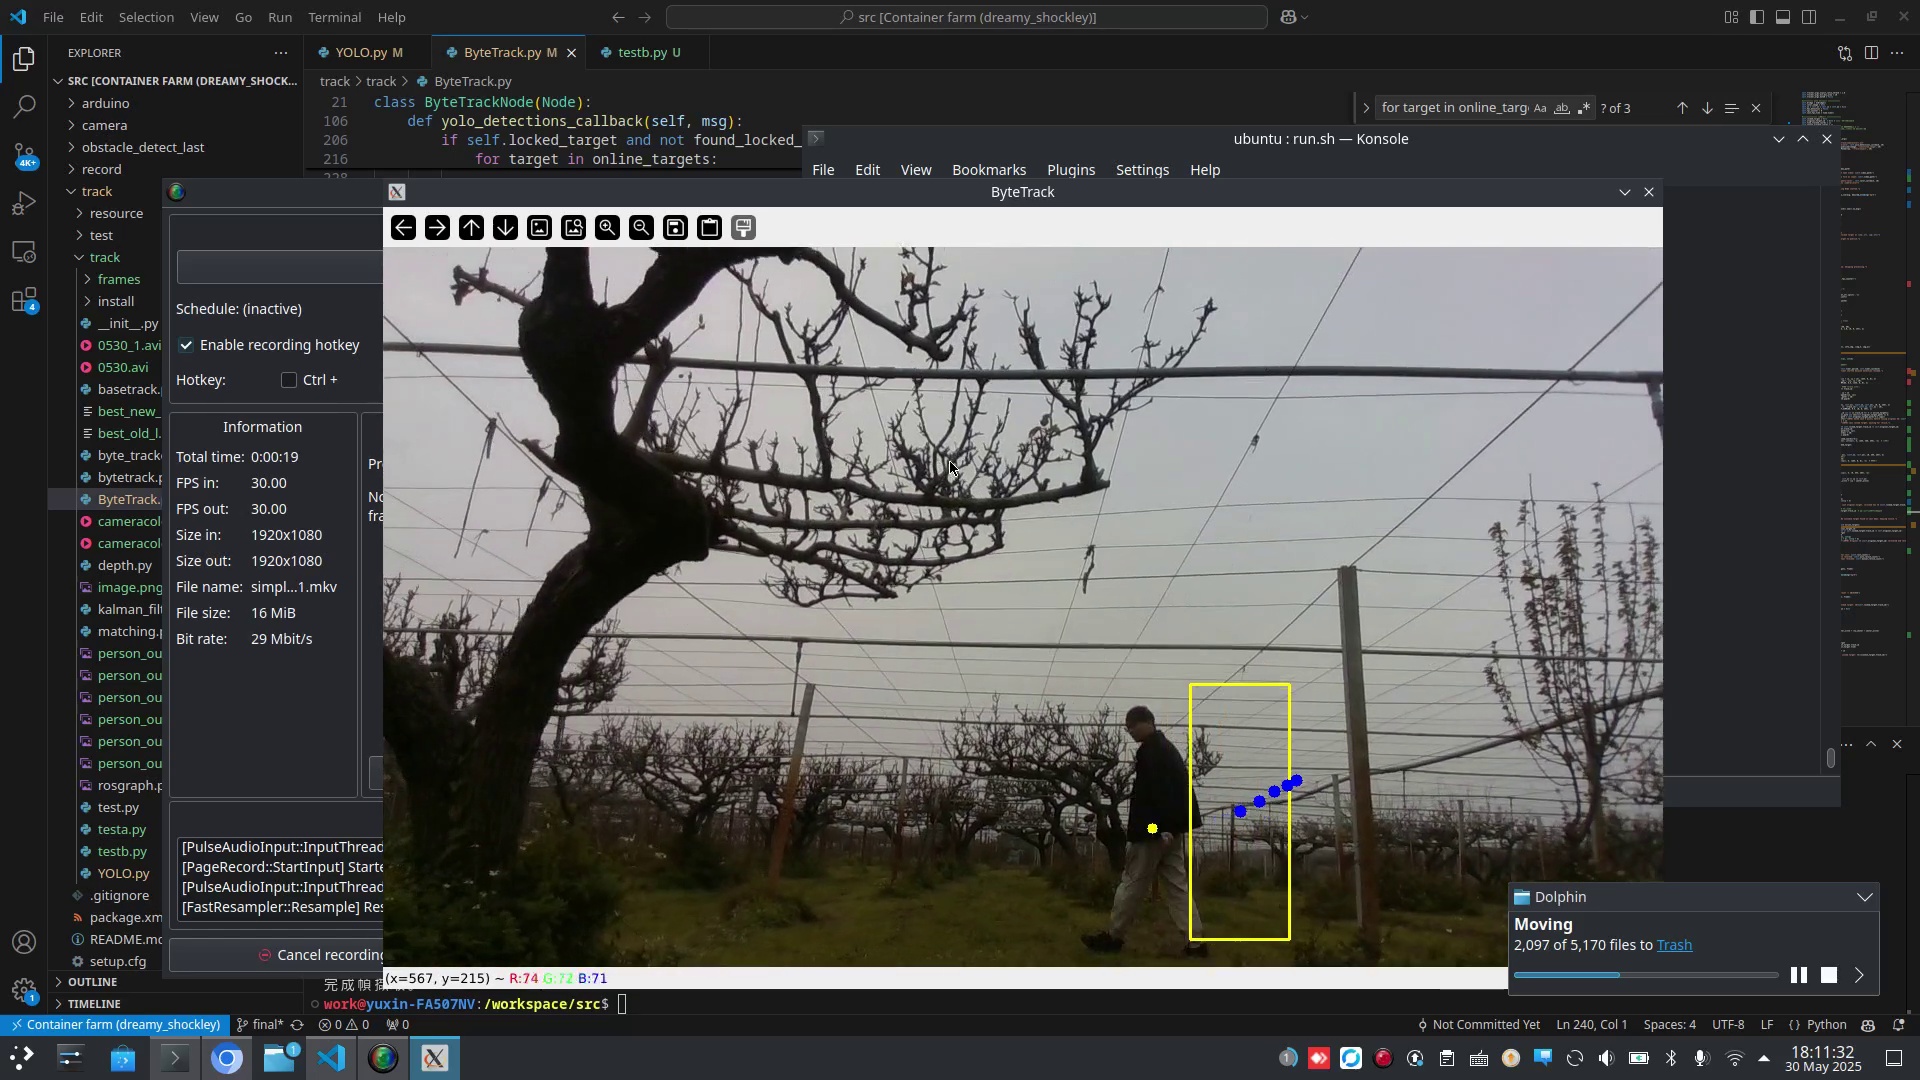 File Edit Selection View Go Run Terminal Help
src [Container farm (dreamy_shockley)]
EXPLORER
YOLO.py M
ByteTrack.py M
testb.py U
SRC [CONTAINER FARM (DREAMY_SHOCK...
track > track > ByteTrack.py
arduino
camera
obstacle_detect_last
record
track
resource
test
track
frames
install
__init__.py
0530_1.avi
0530.avi
basetrack.
best_new_
best_old_l.
byte_track
bytetrack.p
ByteTrack.
cameracol
cameracol
depth.py
image.png
kalman_filt
matching.p
person_ou
person_ou
person_ou
person_ou
person_ou
person_ou
rosgraph.p
test.py
testa.py
testb.py
YOLO.py
.gitignore
package.xm
README.md
setup.cfg
OUTLINE
TIMELINE
4K+
4
1
21 class ByteTrackNode(Node):
106 def yolo_detections_callback(self, msg):
206 if self.locked_target and not found_locked_
216 for target in online_targets:
for target in online_targ
Aa ab
? of 3
ubuntu : run.sh — Konsole
File Edit View Bookmarks Plugins Settings Help
ByteTrack
Schedule: (inactive)
Enable recording hotkey
Hotkey: Ctrl +
Information
Total time: 0:00:19
FPS in: 30.00
FPS out: 30.00
Size in: 1920x1080
Size out: 1920x1080
File name: simpl...1.mkv
File size: 16 MiB
Bit rate: 29 Mbit/s
Pr
No
fra
[PulseAudioInput::InputThread
[PageRecord::StartInput] Starte
[PulseAudioInput::InputThread
[FastResampler::Resample] Res
Cancel recording
(x=567, y=215) ~ R:74 G:72 B:71
work@yuxin-FA507NV:/workspace/src$
Dolphin
Moving
2,097 of 5,170 files to Trash
Container farm (dreamy_shockley)
final*
0 0
0
Not Committed Yet
Ln 240, Col 1
Spaces: 4
UTF-8
LF
{ } Python
1
1
18:11:32
30 May 2025